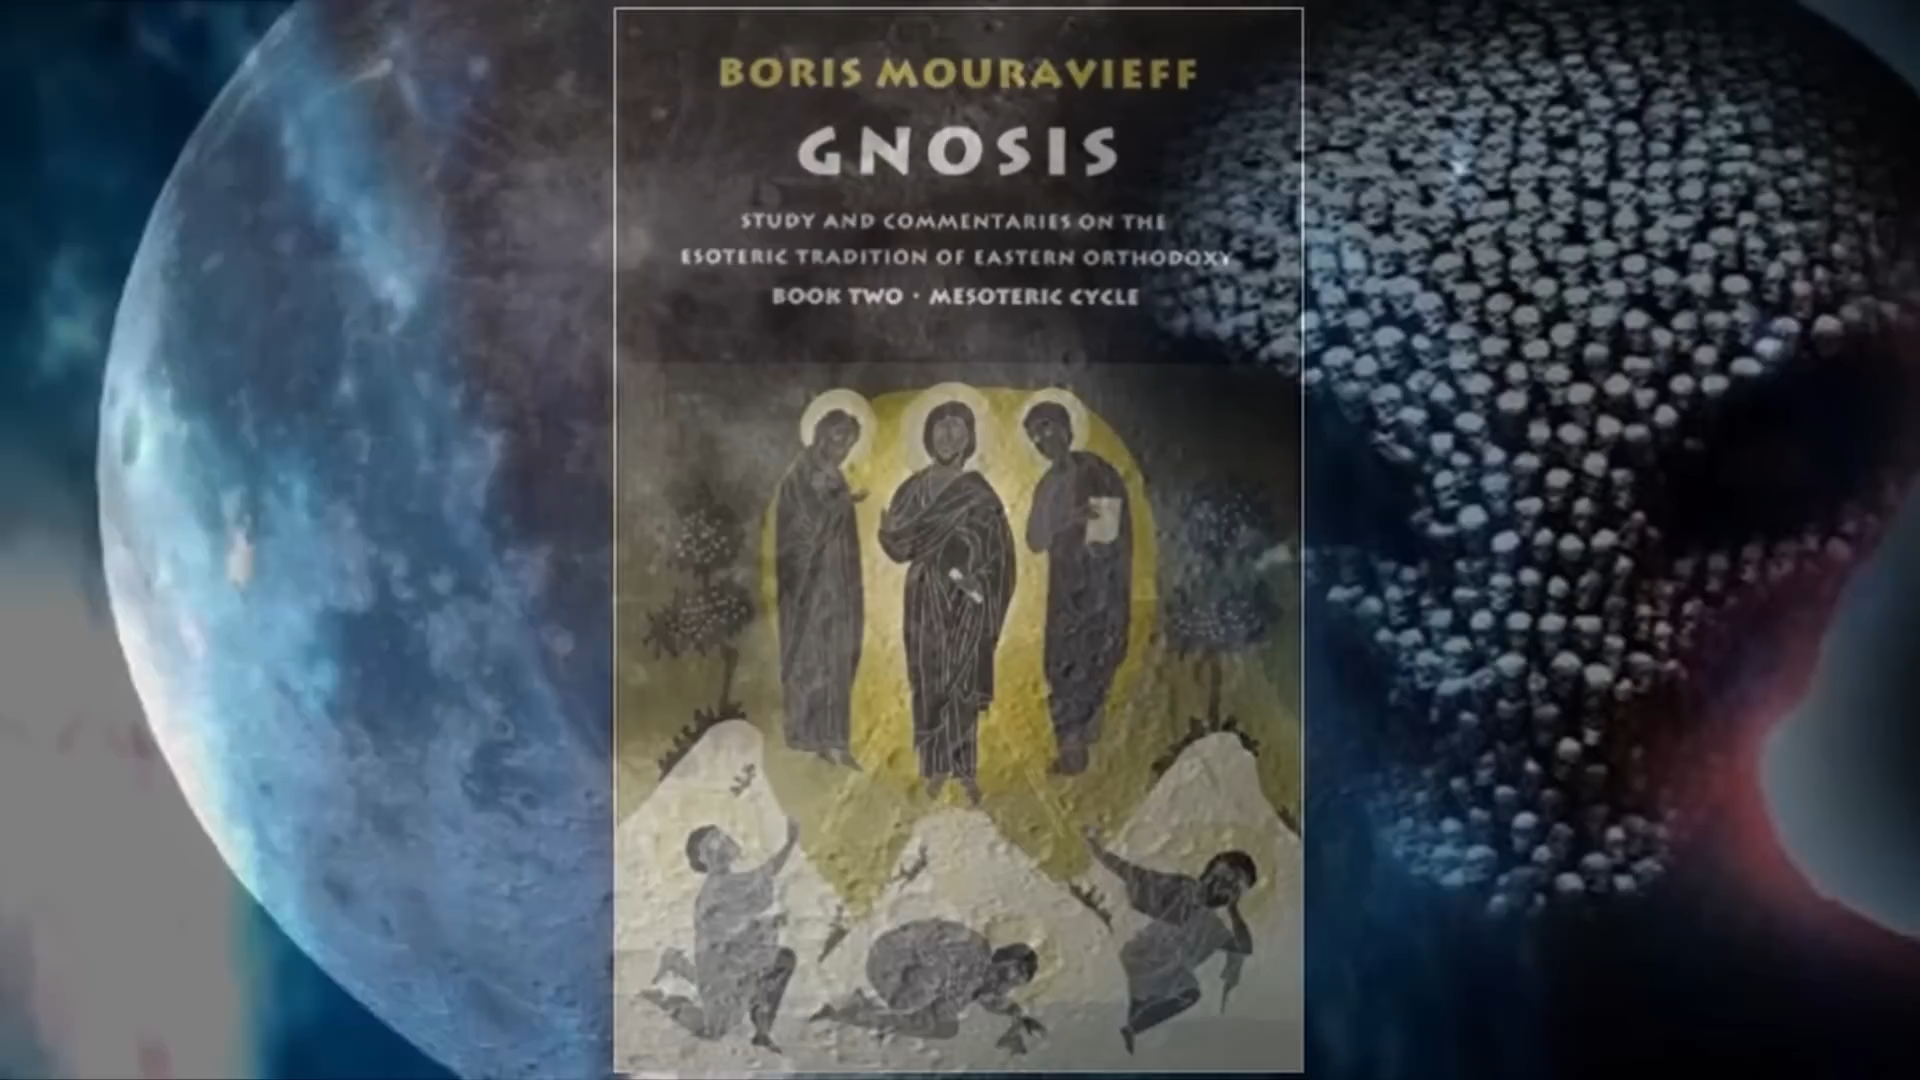 BORIS MOURAVIEFF
GNOSIS
STUDY AND COMMENTARIES ON THE
ESOTERIC TRADITION OF EASTERN ORTHODOXY
BOOK TWO · MESOTERIC CYCLE